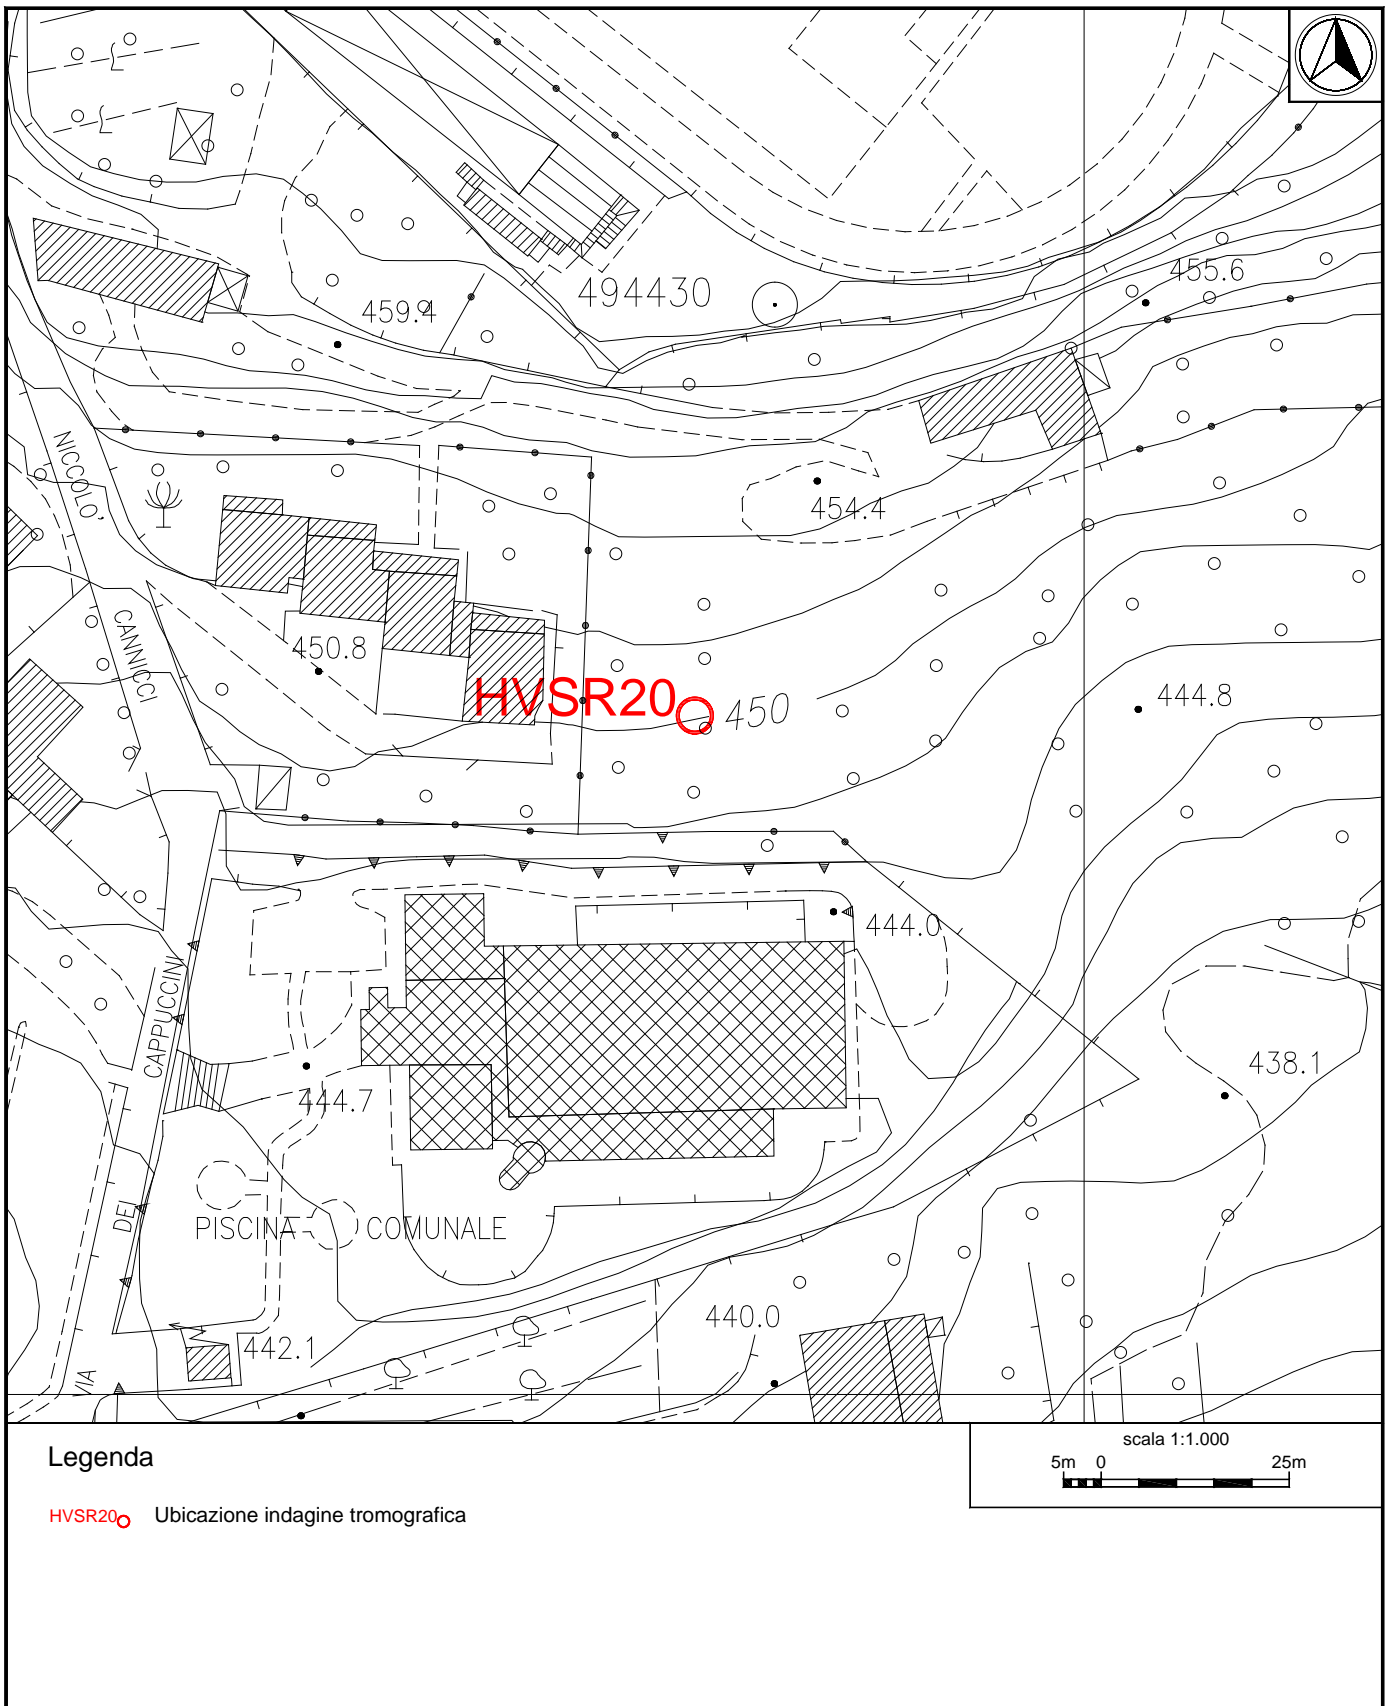 455.6
494430
459.4
NICCOLO'
454.4
CANNICCI
450.8
HVSR20
450
444.8
444.0
CAPPUCCINI
438.1
444.7
DEI
PISCINA COMUNALE
440.0
442.1
VIA
Legenda
scala 1:1.000
5m 0 25m
HVSR20 Ubicazione indagine tromografica